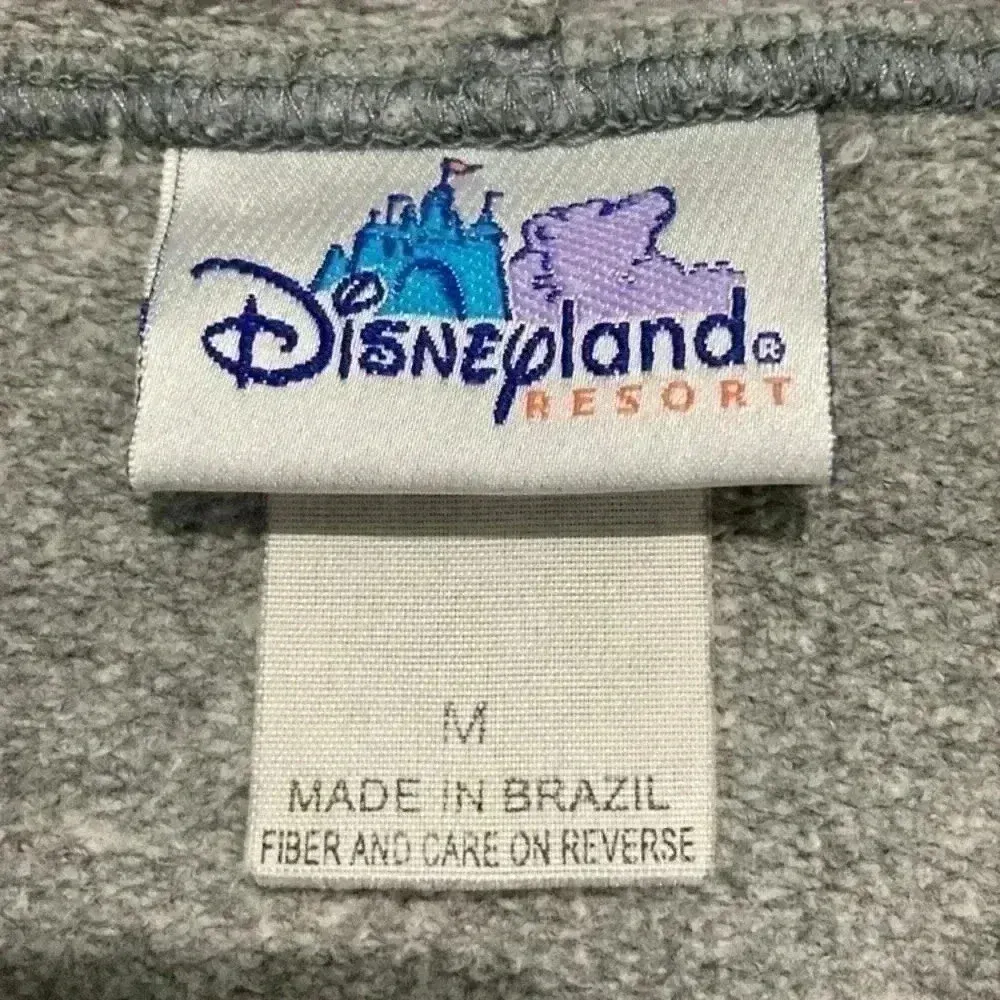 Disneyland®
RESORT
M
MADE IN BRAZIL
FIBER AND CARE ON REVERSE